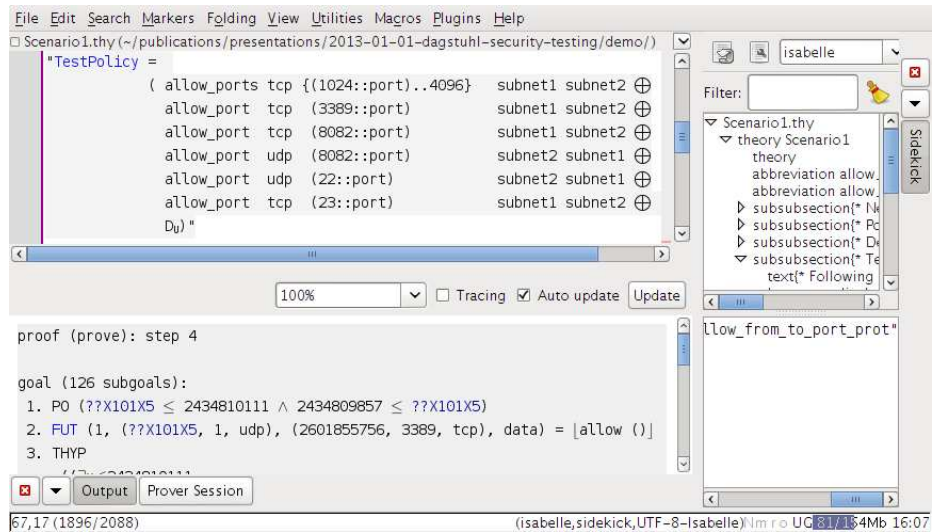 File Edit Search Markers Folding View Utilities Macros Plugins Help
Scenario1.thy (~/publications/presentations/2013-01-01-dagstuhl-security-testing/demo/)
"TestPolicy =
( allow_ports tcp {(1024::port)..4096} subnet1 subnet2 ⨁
allow_port tcp (3389::port) subnet1 subnet2 ⨁
allow_port tcp (8082::port) subnet1 subnet2 ⨁
allow_port udp (8082::port) subnet2 subnet1 ⨁
allow_port udp (22::port) subnet2 subnet1 ⨁
allow_port tcp (23::port) subnet1 subnet2 ⨁
D_U)"
100% Tracing Auto update Update
proof (prove): step 4
goal (126 subgoals):
1. PO (??X101X5 ≤ 2434810111 ∧ 2434809857 ≤ ??X101X5)
2. FUT (1, (??X101X5, 1, udp), (2601855756, 3389, tcp), data) = ⌊allow ()⌋
3. THYP
Output Prover Session
isabelle
Filter:
Scenario1.thy
theory Scenario1
theory
abbreviation allow_
abbreviation allow_
subsubsection{* Ne
subsubsection{* Po
subsubsection{* De
subsubsection{* Te
text{* Following
Sidekick
llow_from_to_port_prot"
67,17 (1896/2088) (isabelle,sidekick,UTF-8-Isabelle)Nm r o UG 81/154Mb 16:07